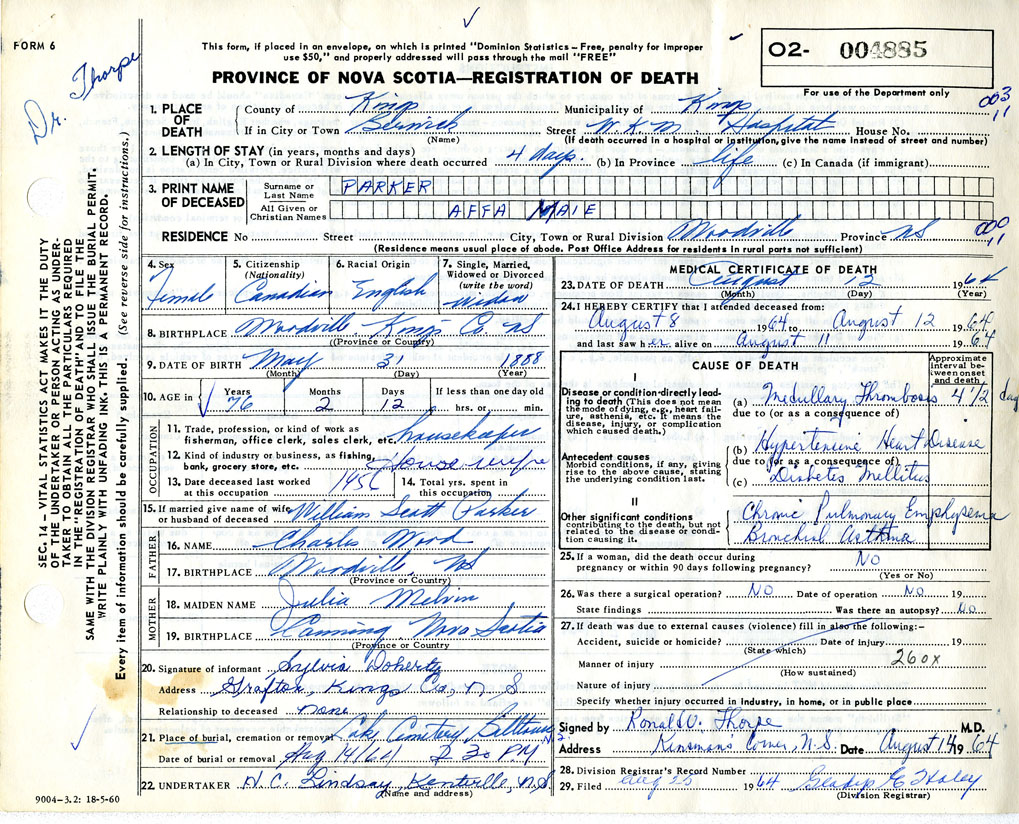 FORM 6
This form, if placed in an envelope, on which is printed "Dominion Statistics – Free, penalty for improper
use $50," and properly addressed will pass through the mail "FREE"
PROVINCE OF NOVA SCOTIA—REGISTRATION OF DEATH
O2- 004885
For use of the Department only
Dr. Thorpe
003
11
1. PLACE OF DEATH
County of Kings Municipality of Kings
If in City or Town Berwick Street W. K. M. Hospital House No.
(Name) (If death occurred in a hospital or institution, give the name instead of street and number)
2. LENGTH OF STAY (in years, months and days)
(a) In City, Town or Rural Division where death occurred 4 days. (b) In Province life (c) In Canada (if immigrant)
3. PRINT NAME OF DECEASED
Surname or Last Name PARKER
All Given or Christian Names AFFA MAIE
RESIDENCE No Street City, Town or Rural Division Woodville Province NS
000
11
(Residence means usual place of abode. Post Office Address for residents in rural parts not sufficient)
4. Sex Female
5. Citizenship (Nationality) Canadian
6. Racial Origin English
7. Single, Married, Widowed or Divorced (write the word) widow
8. BIRTHPLACE Woodville Kings Co NS
(Province or Country)
9. DATE OF BIRTH May 31 1888
(Month) (Day) (Year)
10. AGE in Years 76 Months 2 Days 12 If less than one day old hrs. or min.
OCCUPATION
11. Trade, profession, or kind of work as
fisherman, office clerk, sales clerk, etc. housekeeper
12. Kind of industry or business, as fishing,
bank, grocery store, etc. Housewife
13. Date deceased last worked
at this occupation 1956
14. Total yrs. spent in
this occupation
15. If married give name of wife
or husband of deceased William Scott Parker
FATHER
16. NAME Charles Wood
17. BIRTHPLACE Woodville, NS
(Province or Country)
MOTHER
18. MAIDEN NAME Julia Melvin
19. BIRTHPLACE Canning, Nova Scotia
(Province or Country)
20. Signature of informant Sylvia Doherty
Address Grafton, Kings Co, N S
Relationship to deceased none
21. Place of burial, cremation or removal Oak Cemetery Billtown N.S.
Date of burial or removal Aug 14/64 2 30 PM
22. UNDERTAKER H. C. Lindsay, Kentville, N.S.
(Name and address)
9004-3.2: 18-5-60
MEDICAL CERTIFICATE OF DEATH
23. DATE OF DEATH August 12 1964
(Month) (Day) (Year)
24. I HEREBY CERTIFY that I attended deceased from:
August 8 1964 to August 12 1964
and last saw her alive on August 11 1964
CAUSE OF DEATH
Approximate interval between onset and death
I
Disease or condition directly leading to death (This does not mean the mode of dying, e.g., heart failure, asthenia, etc. It means the disease, injury, or complication which caused death.)
(a) Medullary Thrombosis 4 1/2 days
due to (or as a consequence of)
Antecedent causes
Morbid conditions, if any, giving rise to the above cause, stating the underlying condition last.
(b) Hypertensive Heart Disease
due to (or as a consequence of)
(c) Diabetes Mellitus
II
Other significant conditions
contributing to the death, but not related to the disease or condition causing it.
Chronic Pulmonary Emphysema
Bronchial Asthma
25. If a woman, did the death occur during
pregnancy or within 90 days following pregnancy? No
(Yes or No)
26. Was there a surgical operation? NO Date of operation NO 19
State findings Was there an autopsy? No
27. If death was due to external causes (violence) fill in also the following:–
Accident, suicide or homicide? Date of injury 19
(State which)
Manner of injury 260X
(How sustained)
Nature of injury
Specify whether injury occurred in industry, in home, or in public place
Signed by Ronald W. Thorpe M.D.
Address Kinsman's Corner, N.S. Date August 14 1964
28. Division Registrar's Record Number
29. Filed Aug 25 1964 Gladys E Haley
(Division Registrar)
SEC. 14—VITAL STATISTICS ACT MAKES IT THE DUTY
OF THE UNDERTAKER OR PERSON ACTING AS UNDER-
TAKER TO OBTAIN ALL THE PARTICULARS REQUIRED
IN THE "REGISTRATION OF DEATH" AND TO FILE THE
SAME WITH THE DIVISION REGISTRAR WHO SHALL ISSUE THE BURIAL PERMIT.
WRITE PLAINLY WITH UNFADING INK. THIS IS A PERMANENT RECORD.
Every item of information should be carefully supplied. (See reverse side for instructions.)